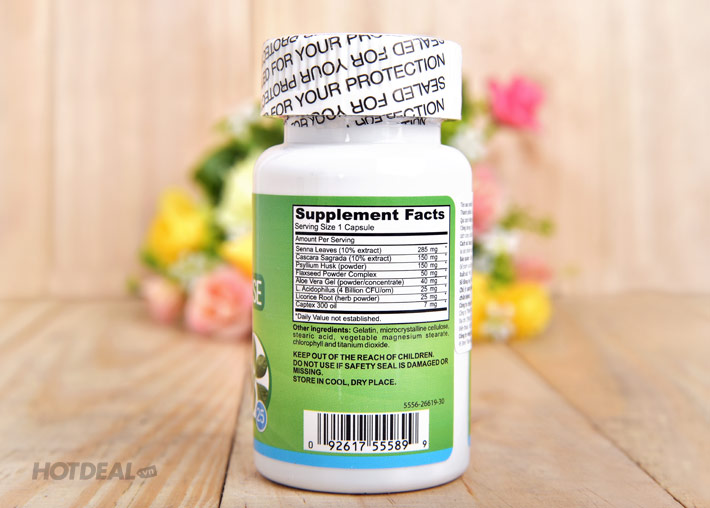 SEALED FOR YOUR PROTECTION
FOR YOUR PROTECTION
Supplement Facts
Serving Size 1 Capsule
Amount Per Serving
Senna Leaves (10% extract) 285 mg *
Cascara Sagrada (10% extract) 150 mg *
Psyllium Husk (powder) 150 mg *
Flaxseed Powder Complex 50 mg *
Aloe Vera Gel (powder/concentrate) 40 mg *
L. Acidophilus (4 Billion CFU/om) 25 mg *
Licorice Root (herb powder) 25 mg *
Captex 300 oil 7 mg *
*Daily Value not established.
Other ingredients: Gelatin, microcrystalline cellulose,
stearic acid, vegetable magnesium stearate,
chlorophyll and titanium dioxide.
KEEP OUT OF THE REACH OF CHILDREN.
DO NOT USE IF SAFETY SEAL IS DAMAGED OR
MISSING.
STORE IN COOL, DRY PLACE.
5556-26619-30
0 92617 55589 9
SE
25
HOTDEAL.vn